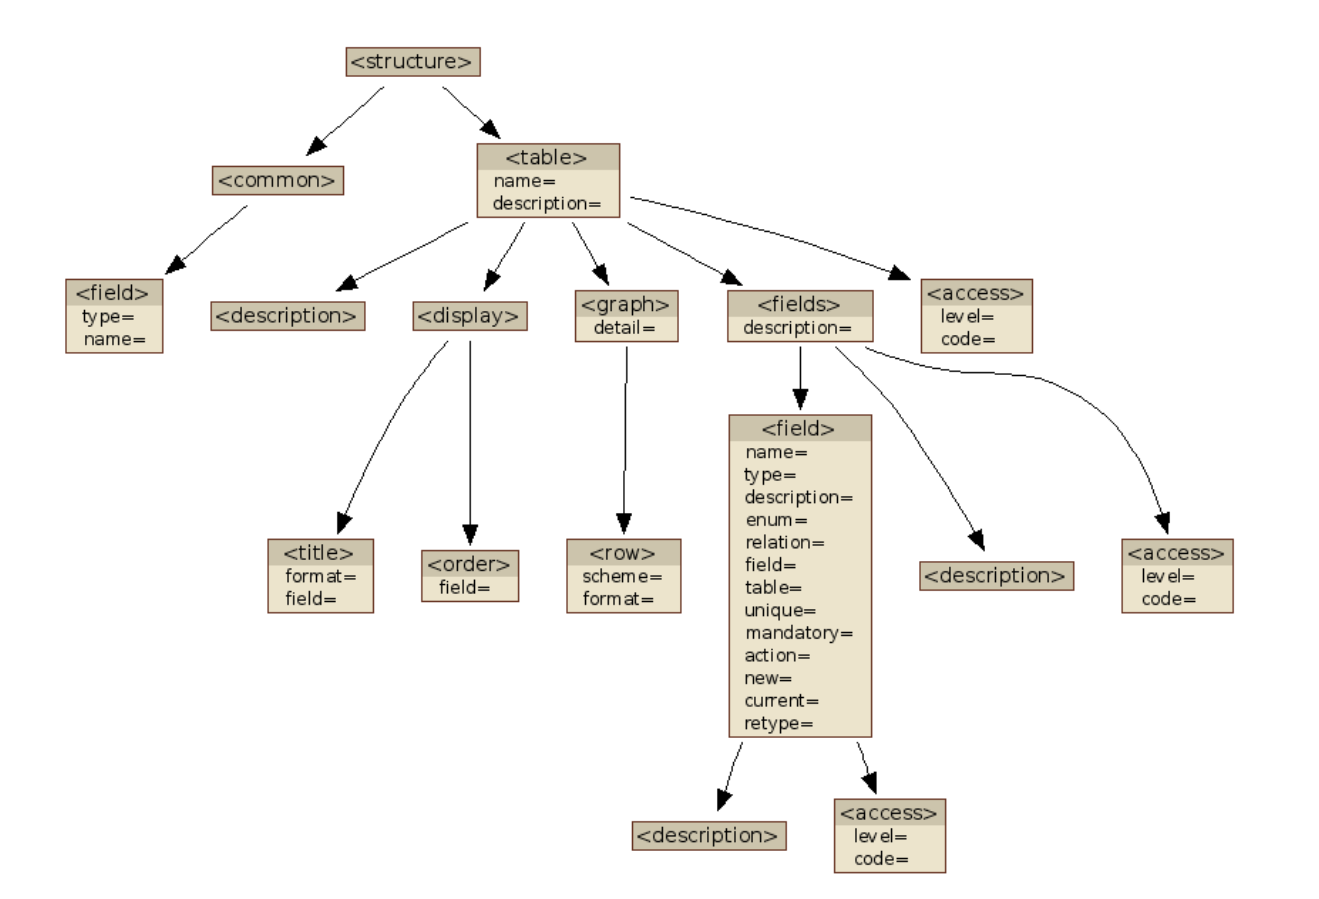 <structure>
<common>
<table>
name=
description=
<field>
type=
name=
<description>
<display>
<graph>
detail=
<fields>
description=
<access>
level=
code=
<title>
format=
field=
<order>
field=
<row>
scheme=
format=
<field>
name=
type=
description=
enum=
relation=
field=
table=
unique=
mandatory=
action=
new=
current=
retype=
<description>
<access>
level=
code=
<description>
<access>
level=
code=